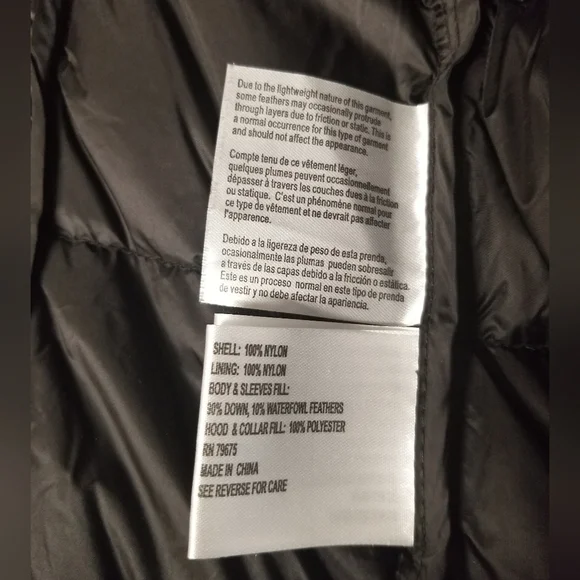 Due to the lightweight nature of this garment,
some feathers may occasionally protrude
through layers due to friction or static. This is
a normal occurrence for this type of garment
and should not affect the appearance.
Compte tenu de ce vêtement léger,
quelques plumes peuvent occasionnellement
dépasser à travers les couches dues à la friction
ou statique. C'est un phénomène normal pour
ce type de vêtement et ne devrait pas affecter
l'apparence.
Debido a la ligereza de peso de esta prenda,
ocasionalmente las plumas pueden sobresalir
a través de las capas debido a la fricción o estática.
Este es un proceso normal en este tipo de prenda
de vestir y no debe afectar la apariencia.
SHELL: 100% NYLON
LINING: 100% NYLON
BODY & SLEEVES FILL:
90% DOWN, 10% WATERFOWL FEATHERS
HOOD & COLLAR FILL: 100% POLYESTER
RN 79675
MADE IN CHINA
SEE REVERSE FOR CARE